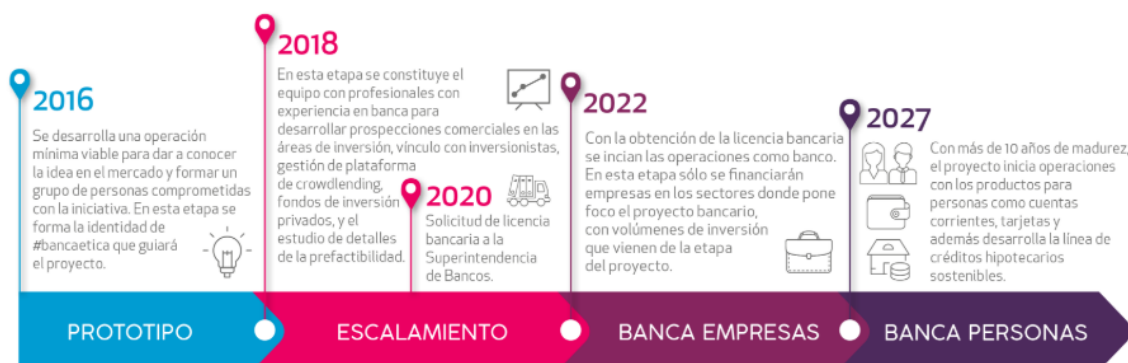 2016
Se desarrolla una operación
mínima viable para dar a conocer
la idea en el mercado y formar un
grupo de personas comprometidas
con la iniciativa. En esta etapa se
forma la identidad de
#bancaetica que guiará
el proyecto.
2018
En esta etapa se constituye el
equipo con profesionales con
experiencia en banca para
desarrollar prospecciones comerciales en las
áreas de inversión, vínculo con inversionistas,
gestión de plataforma
de crowdlending,
fondos de inversión
privados, y el
estudio de detalles
de la prefactibilidad.
2020
Solicitud de licencia
bancaria a la
Superintendencia
de Bancos.
2022
Con la obtención de la licencia bancaria
se incian las operaciones como banco.
En esta etapa sólo se financiarán
empresas en los sectores donde pone
foco el proyecto bancario,
con volúmenes de inversión
que vienen de la etapa
del proyecto.
2027
Con más de 10 años de madurez,
el proyecto inicia operaciones
con los productos para
personas como cuentas
corrientes, tarjetas y
además desarrolla la línea de
créditos hipotecarios
sostenibles.
PROTOTIPO
ESCALAMIENTO
BANCA EMPRESAS
BANCA PERSONAS